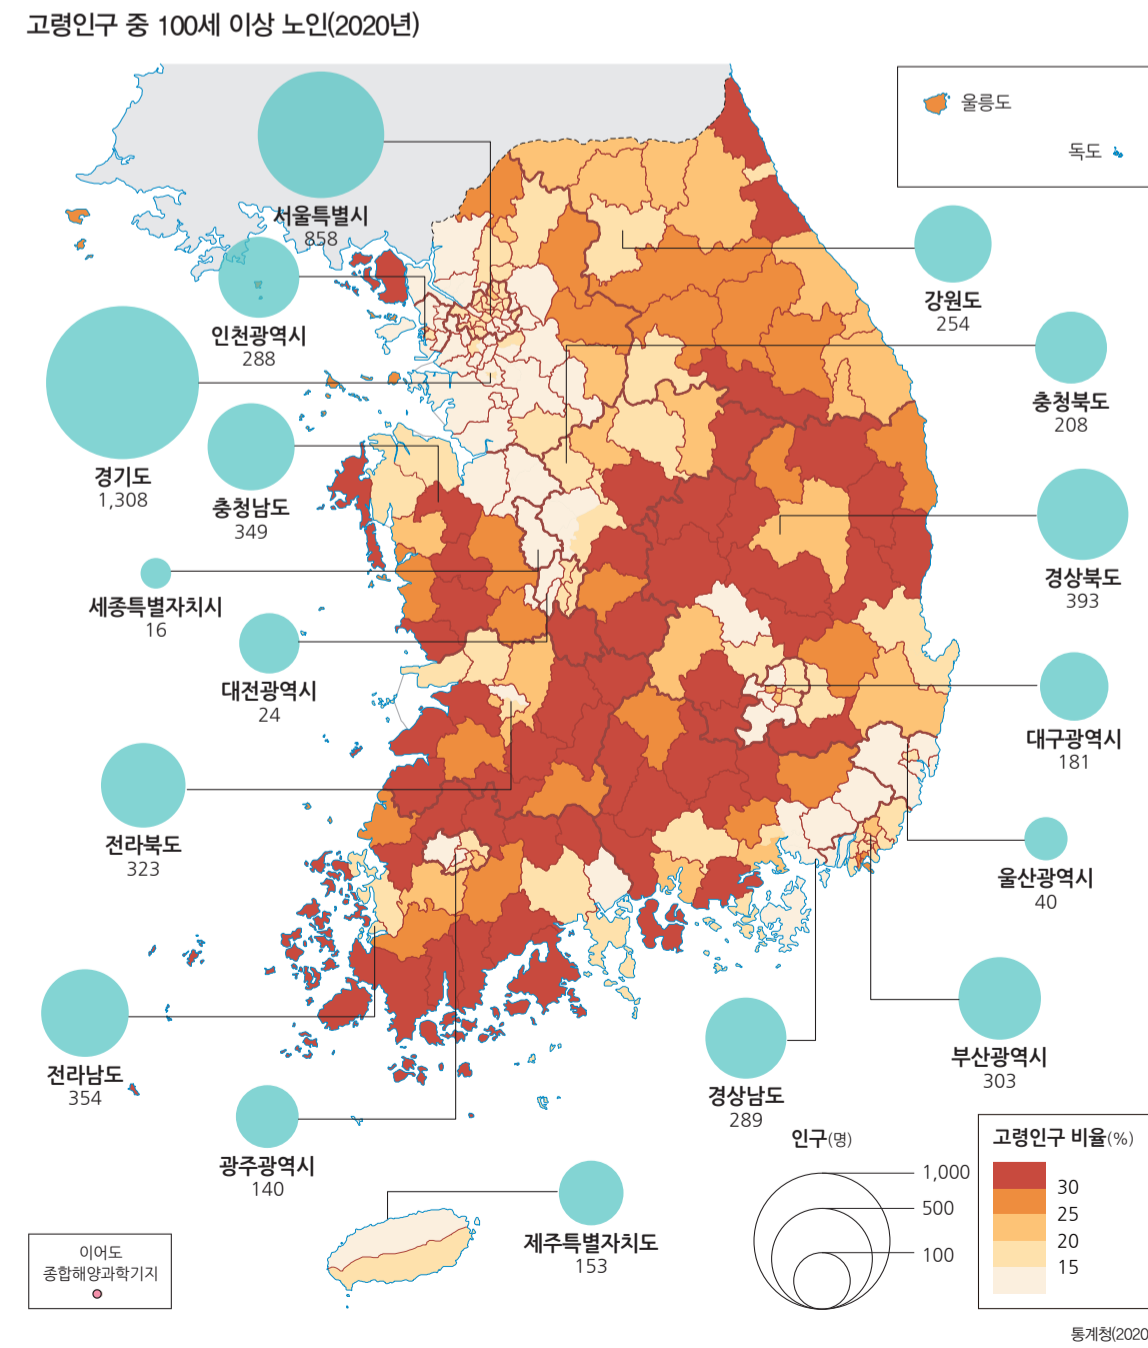 고령인구 중 100세 이상 노인(2020년)
울릉도
독도
서울특별시
858
인천광역시
288
경기도
1,308
충청남도
349
세종특별자치시
16
대전광역시
24
전라북도
323
전라남도
354
광주광역시
140
강원도
254
충청북도
208
경상북도
393
대구광역시
181
울산광역시
40
부산광역시
303
경상남도
289
제주특별자치도
153
이어도
종합해양과학기지
인구(명)
1,000
500
100
고령인구 비율(%)
30
25
20
15
통계청(2020